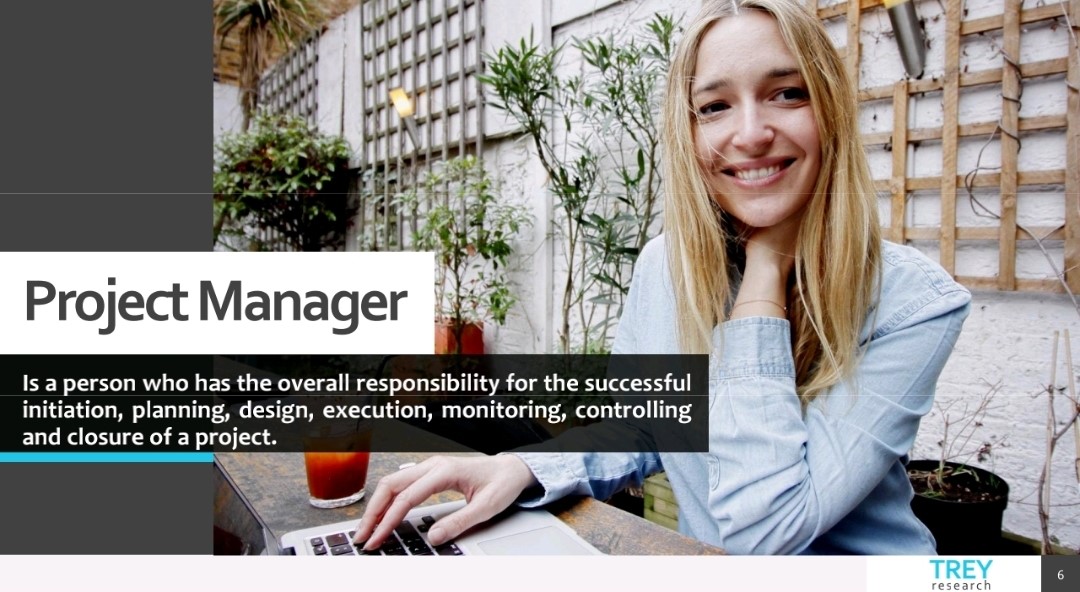 Project Manager
Is a person who has the overall responsibility for the successful
initiation, planning, design, execution, monitoring, controlling
and closure of a project.
TREY
research
6